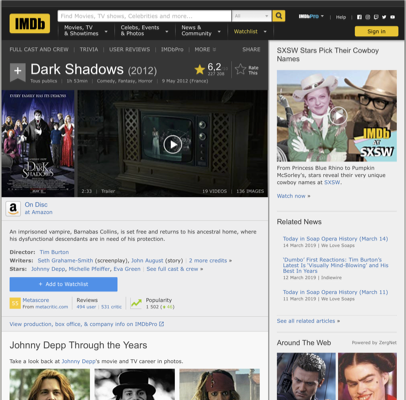 IMDb
Find Movies, TV shows, Celebrities and more...
All
IMDbPro
Help
Movies, TV
& Showtimes
Celebs, Events
& Photos
News &
Community
Watchlist
Sign in
FULL CAST AND CREW | TRIVIA | USER REVIEWS | IMDbPro | MORE
SHARE
Dark Shadows (2012)
Tous publics | 1h 53min | Comedy, Fantasy, Horror | 9 May 2012 (France)
6,2
Rate
This
EVERY FAMILY HAS ITS DEMONS
DARK
SHADOWS
2:33 | Trailer
19 VIDEOS | 136 IMAGES
On Disc
at Amazon
An imprisoned vampire, Barnabas Collins, is set free and returns to his ancestral home, where
his dysfunctional descendants are in need of his protection.
Director: Tim Burton
Writers: Seth Grahame-Smith (screenplay), John August (story) | 2 more credits »
Stars: Johnny Depp, Michelle Pfeiffer, Eva Green | See full cast & crew »
+ Add to Watchlist
Metascore
From metacritic.com
Reviews
494 user | 531 critic
Popularity
View production, box office, & company info on IMDbPro
Johnny Depp Through the Years
Take a look back at Johnny Depp's movie and TV career in photos.
SXSW Stars Pick Their Cowboy
Names
IMDb
AT
SXSW
From Princess Blue Rhino to Pumpkin
McSorley's, stars reveal their very unique
cowboy names at SXSW.
Watch now »
Related News
Today in Soap Opera History (March 14)
14 March 2019 | We Love Soaps
'Dumbo' First Reactions: Tim Burton's
Latest Is 'Visually Mind-Blowing' and His
Best In Years
12 March 2019 | Indiewire
Today in Soap Opera History (March 11)
11 March 2019 | We Love Soaps
See all related articles »
Around The Web
Powered by ZergNet